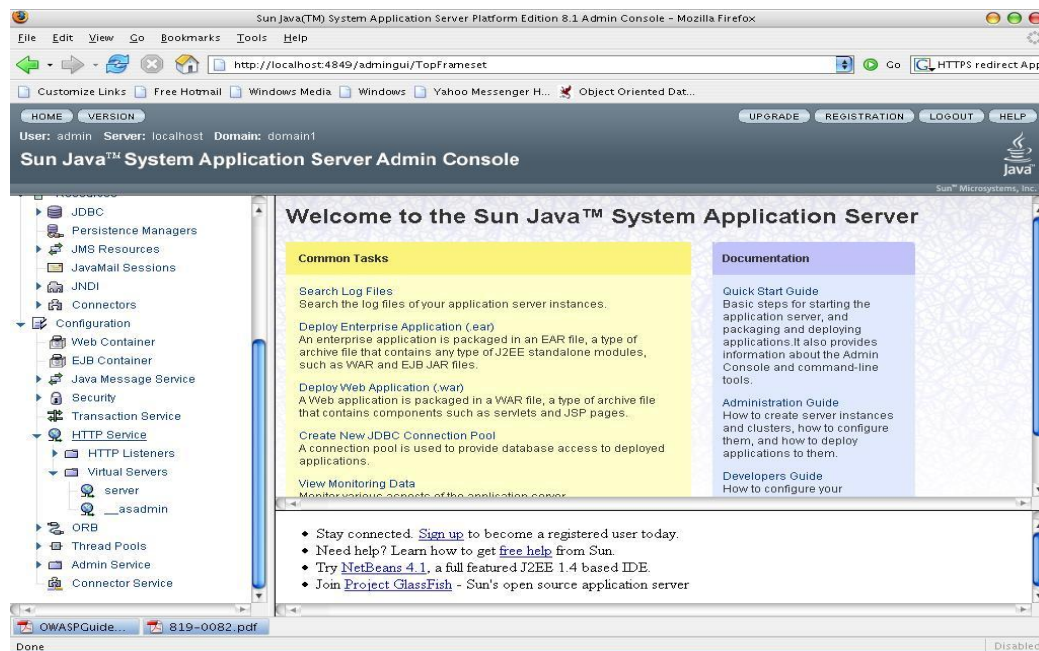 Sun Java(TM) System Application Server Platform Edition 8.1 Admin Console - Mozilla Firefox
File Edit View Go Bookmarks Tools Help
http://localhost:4849/admingui/TopFrameset Go HTTPS redirect App
Customize Links Free Hotmail Windows Media Windows Yahoo Messenger H... Object Oriented Dat...
HOME VERSION UPGRADE REGISTRATION LOGOUT HELP
User: admin Server: localhost Domain: domain1
Sun Java™ System Application Server Admin Console
Java™
Sun™ Microsystems, Inc.
Resources
JDBC
Persistence Managers
JMS Resources
JavaMail Sessions
JNDI
Connectors
Configuration
Web Container
EJB Container
Java Message Service
Security
Transaction Service
HTTP Service
HTTP Listeners
Virtual Servers
server
__asadmin
ORB
Thread Pools
Admin Service
Connector Service
Welcome to the Sun Java™ System Application Server
Common Tasks
Search Log Files
Search the log files of your application server instances.
Deploy Enterprise Application (.ear)
An enterprise application is packaged in an EAR file, a type of
archive file that contains any type of J2EE standalone modules,
such as WAR and EJB JAR files.
Deploy Web Application (.war)
A Web application is packaged in a WAR file, a type of archive file
that contains components such as servlets and JSP pages.
Create New JDBC Connection Pool
A connection pool is used to provide database access to deployed
applications.
View Monitoring Data
Monitor various aspects of the application server
Documentation
Quick Start Guide
Basic steps for starting the
application server, and
packaging and deploying
applications.It also provides
information about the Admin
Console and command-line
tools.
Administration Guide
How to create server instances
and clusters, how to configure
them, and how to deploy
applications to them.
Developers Guide
How to configure your
Stay connected. Sign up to become a registered user today.
Need help? Learn how to get free help from Sun.
Try NetBeans 4.1, a full featured J2EE 1.4 based IDE.
Join Project GlassFish - Sun's open source application server
OWASPGuide... 819-0082.pdf
Done Disabled